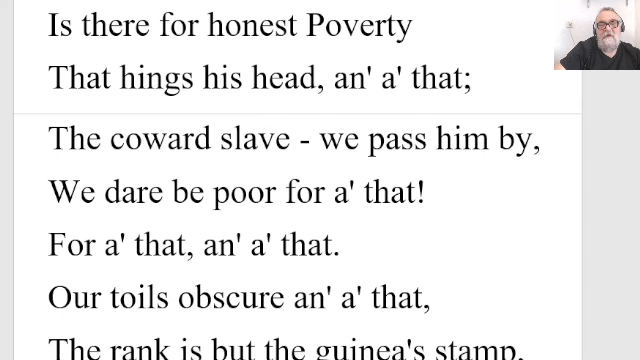 Is there for honest Poverty
That hings his head, an' a' that;
The coward slave - we pass him by,
We dare be poor for a' that!
For a' that, an' a' that.
Our toils obscure an' a' that,
The rank is but the guinea's stamp,